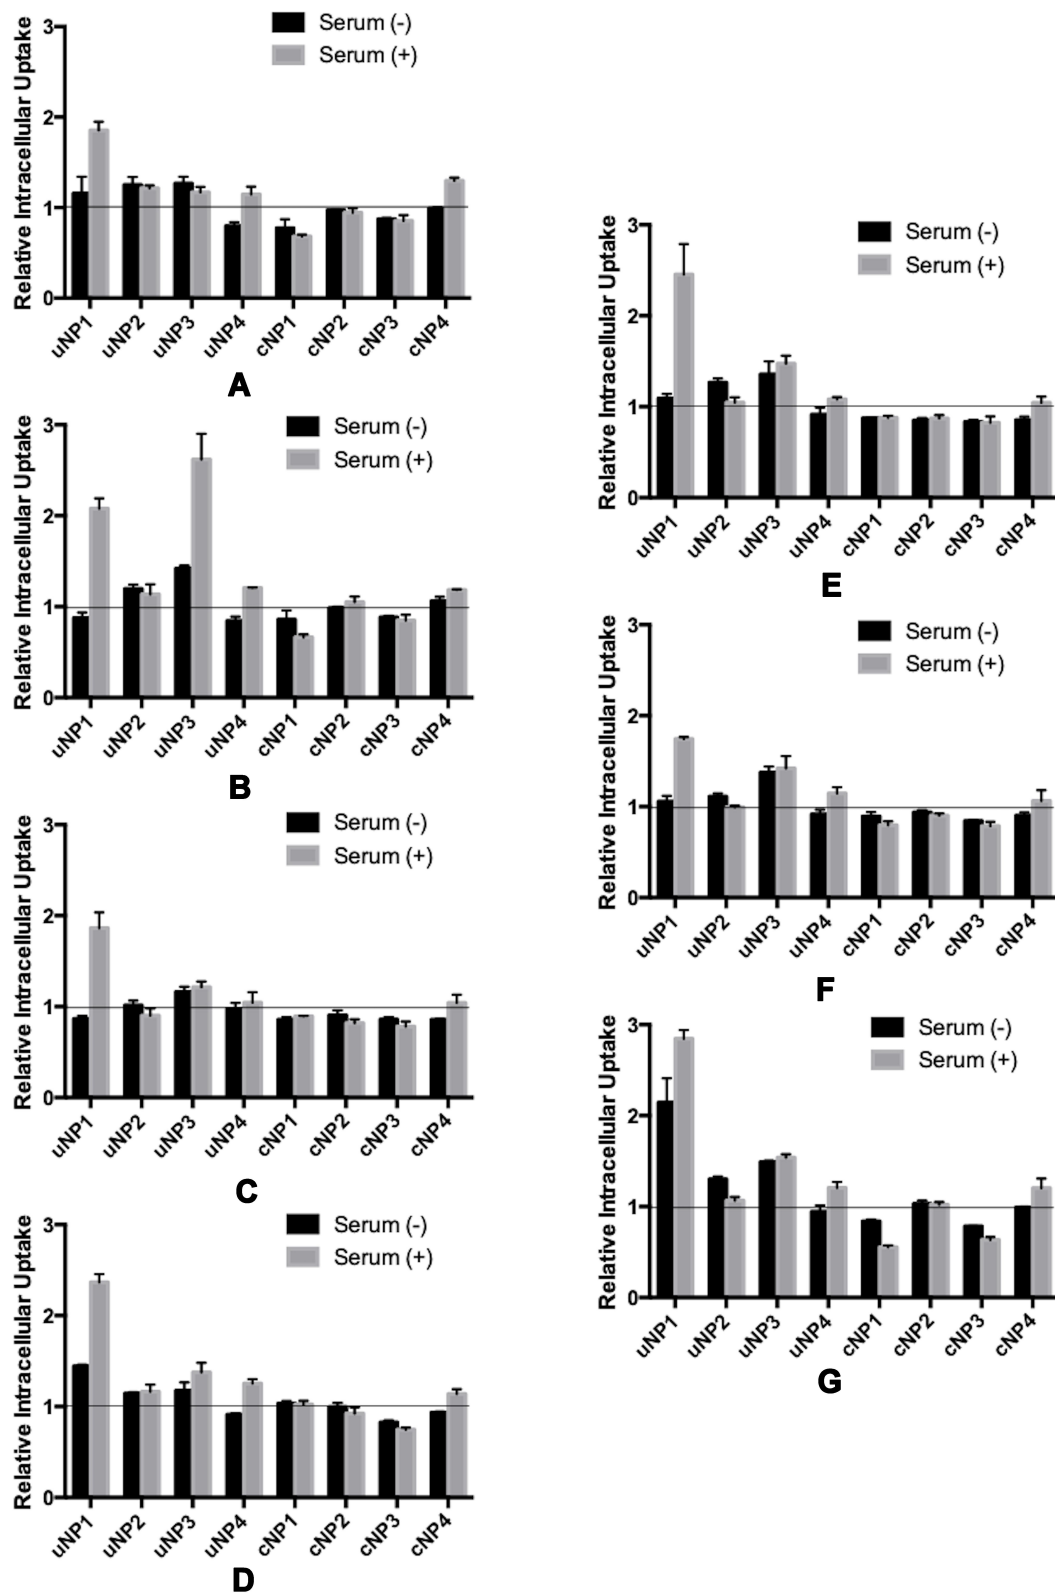 Relative Intracellular Uptake
3
2
1
0
Serum (-)
Serum (+)
uNP1 uNP2 uNP3 uNP4 cNP1 cNP2 cNP3 cNP4
A
Relative Intracellular Uptake
3
2
1
0
Serum (-)
Serum (+)
uNP1 uNP2 uNP3 uNP4 cNP1 cNP2 cNP3 cNP4
B
Relative Intracellular Uptake
3
2
1
0
Serum (-)
Serum (+)
uNP1 uNP2 uNP3 uNP4 cNP1 cNP2 cNP3 cNP4
C
Relative Intracellular Uptake
3
2
1
0
Serum (-)
Serum (+)
uNP1 uNP2 uNP3 uNP4 cNP1 cNP2 cNP3 cNP4
D
Relative Intracellular Uptake
3
2
1
0
Serum (-)
Serum (+)
uNP1 uNP2 uNP3 uNP4 cNP1 cNP2 cNP3 cNP4
E
Relative Intracellular Uptake
3
2
1
0
Serum (-)
Serum (+)
uNP1 uNP2 uNP3 uNP4 cNP1 cNP2 cNP3 cNP4
F
Relative Intracellular Uptake
3
2
1
0
Serum (-)
Serum (+)
uNP1 uNP2 uNP3 uNP4 cNP1 cNP2 cNP3 cNP4
G